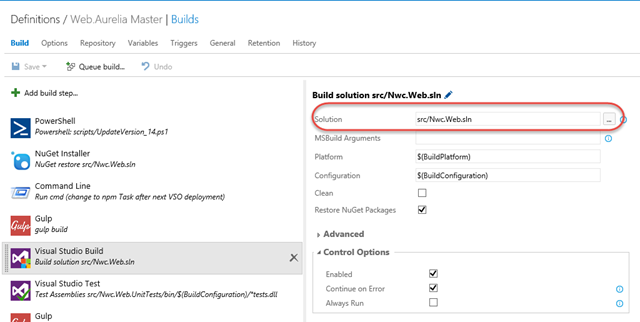 Definitions / Web.Aurelia Master | Builds
Build Options Repository Variables Triggers General Retention History
Save Queue build... Undo
Add build step...
PowerShell
Powershell: scripts/UpdateVersion_14.ps1
NuGet Installer
NuGet restore src/Nwc.Web.sln
Command Line
Run cmd (change to npm Task after next VSO deployment)
Gulp
gulp build
Visual Studio Build
Build solution src/Nwc.Web.sln
Visual Studio Test
Test Assemblies src/Nwc.Web.UnitTests/bin/$(BuildConfiguration)/*tests.dll
Gulp
Build solution src/Nwc.Web.sln
Solution src/Nwc.Web.sln ...
MSBuild Arguments
Platform $(BuildPlatform)
Configuration $(BuildConfiguration)
Clean
Restore NuGet Packages
Advanced
Control Options
Enabled
Continue on Error
Always Run